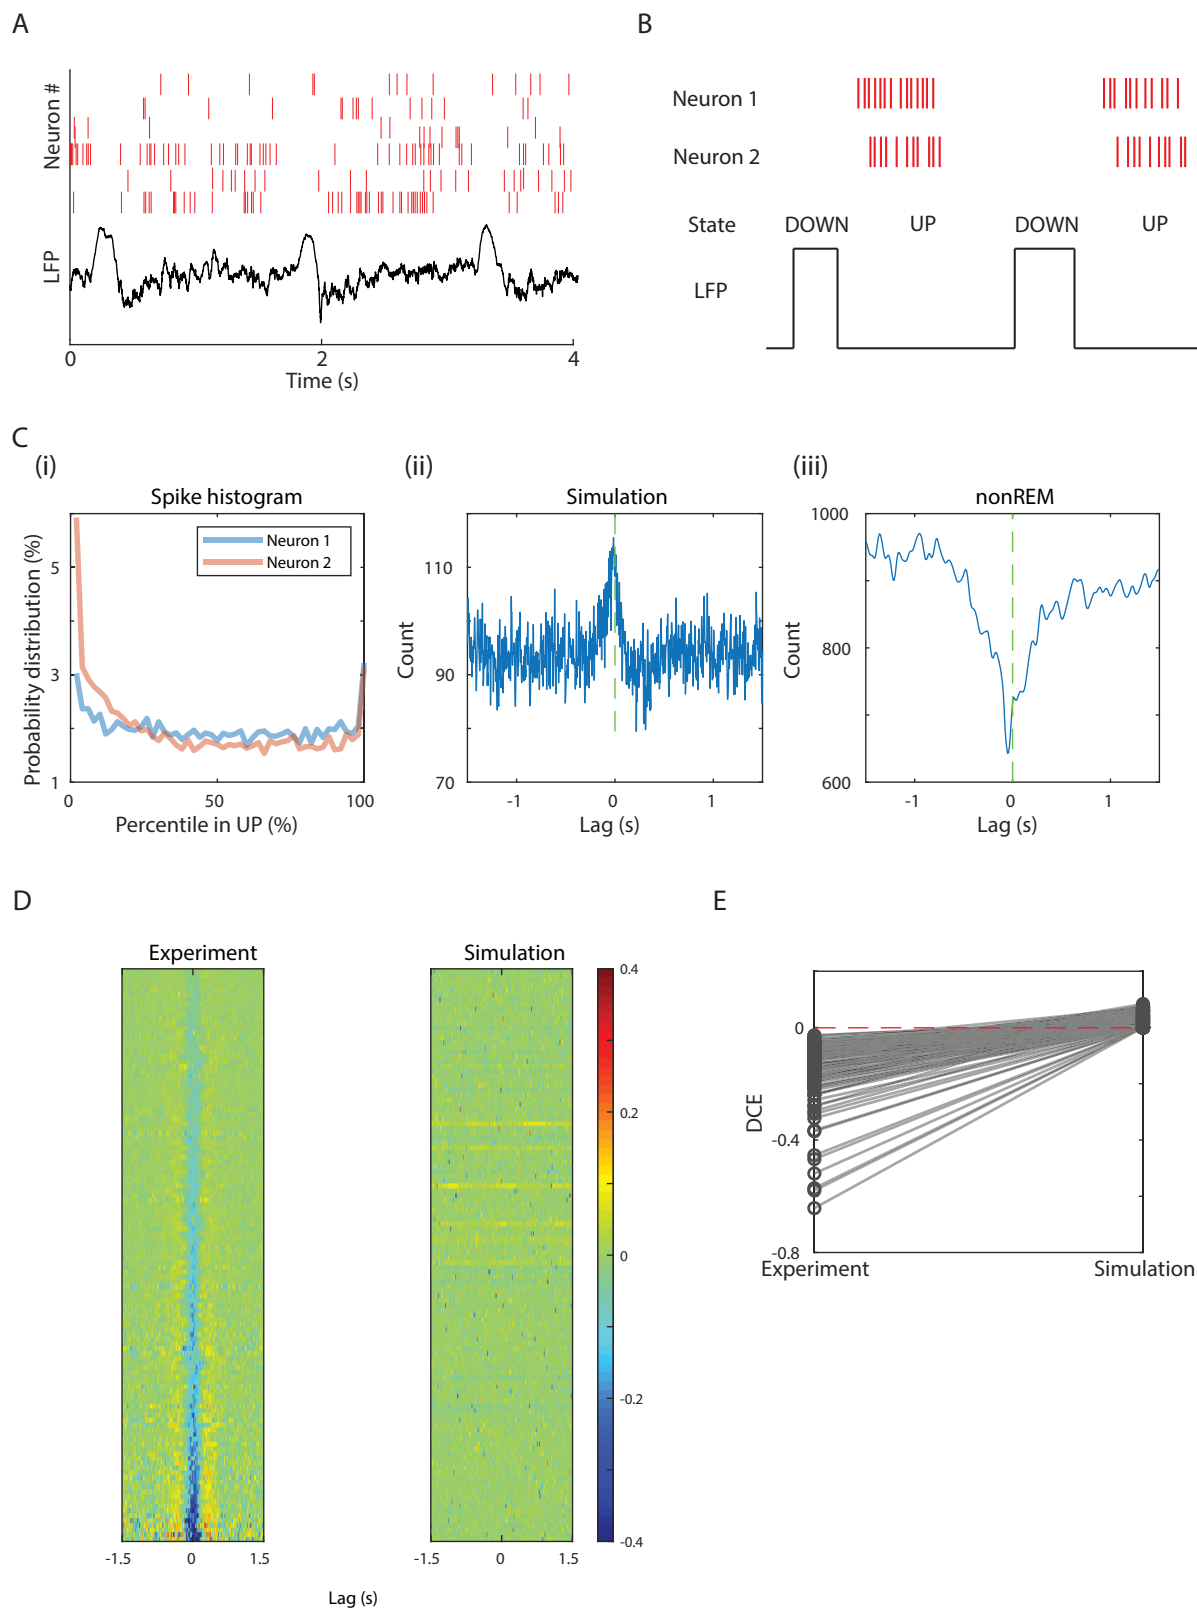 A
Neuron #
LFP
0 2 4
Time (s)
B
Neuron 1
Neuron 2
State DOWN UP DOWN UP
LFP
C
(i)
Spike histogram
Neuron 1
Neuron 2
Probability distribution (%)
5
3
1
0 50 100
Percentile in UP (%)
(ii)
Simulation
Count
110
90
70
-1 0 1
Lag (s)
(iii)
nonREM
Count
1000
800
600
-1 0 1
Lag (s)
D
Experiment
-1.5 0 1.5
Simulation
-1.5 0 1.5
0.4
0.2
0
-0.2
-0.4
Lag (s)
E
DCE
0
-0.4
-0.8
Experiment Simulation